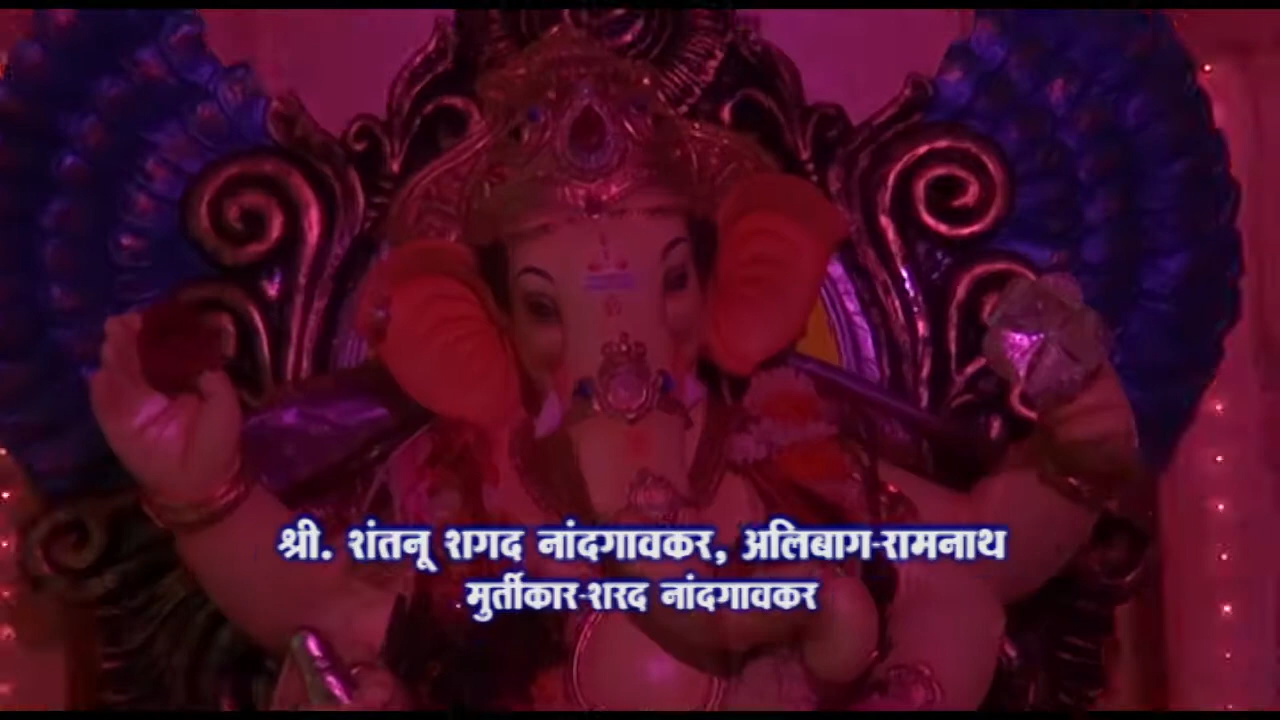 श्री. शंतनू शगद नांदगावकर, अलिबाग-रामनाथ
मुर्तीकार-शरद नांदगावकर